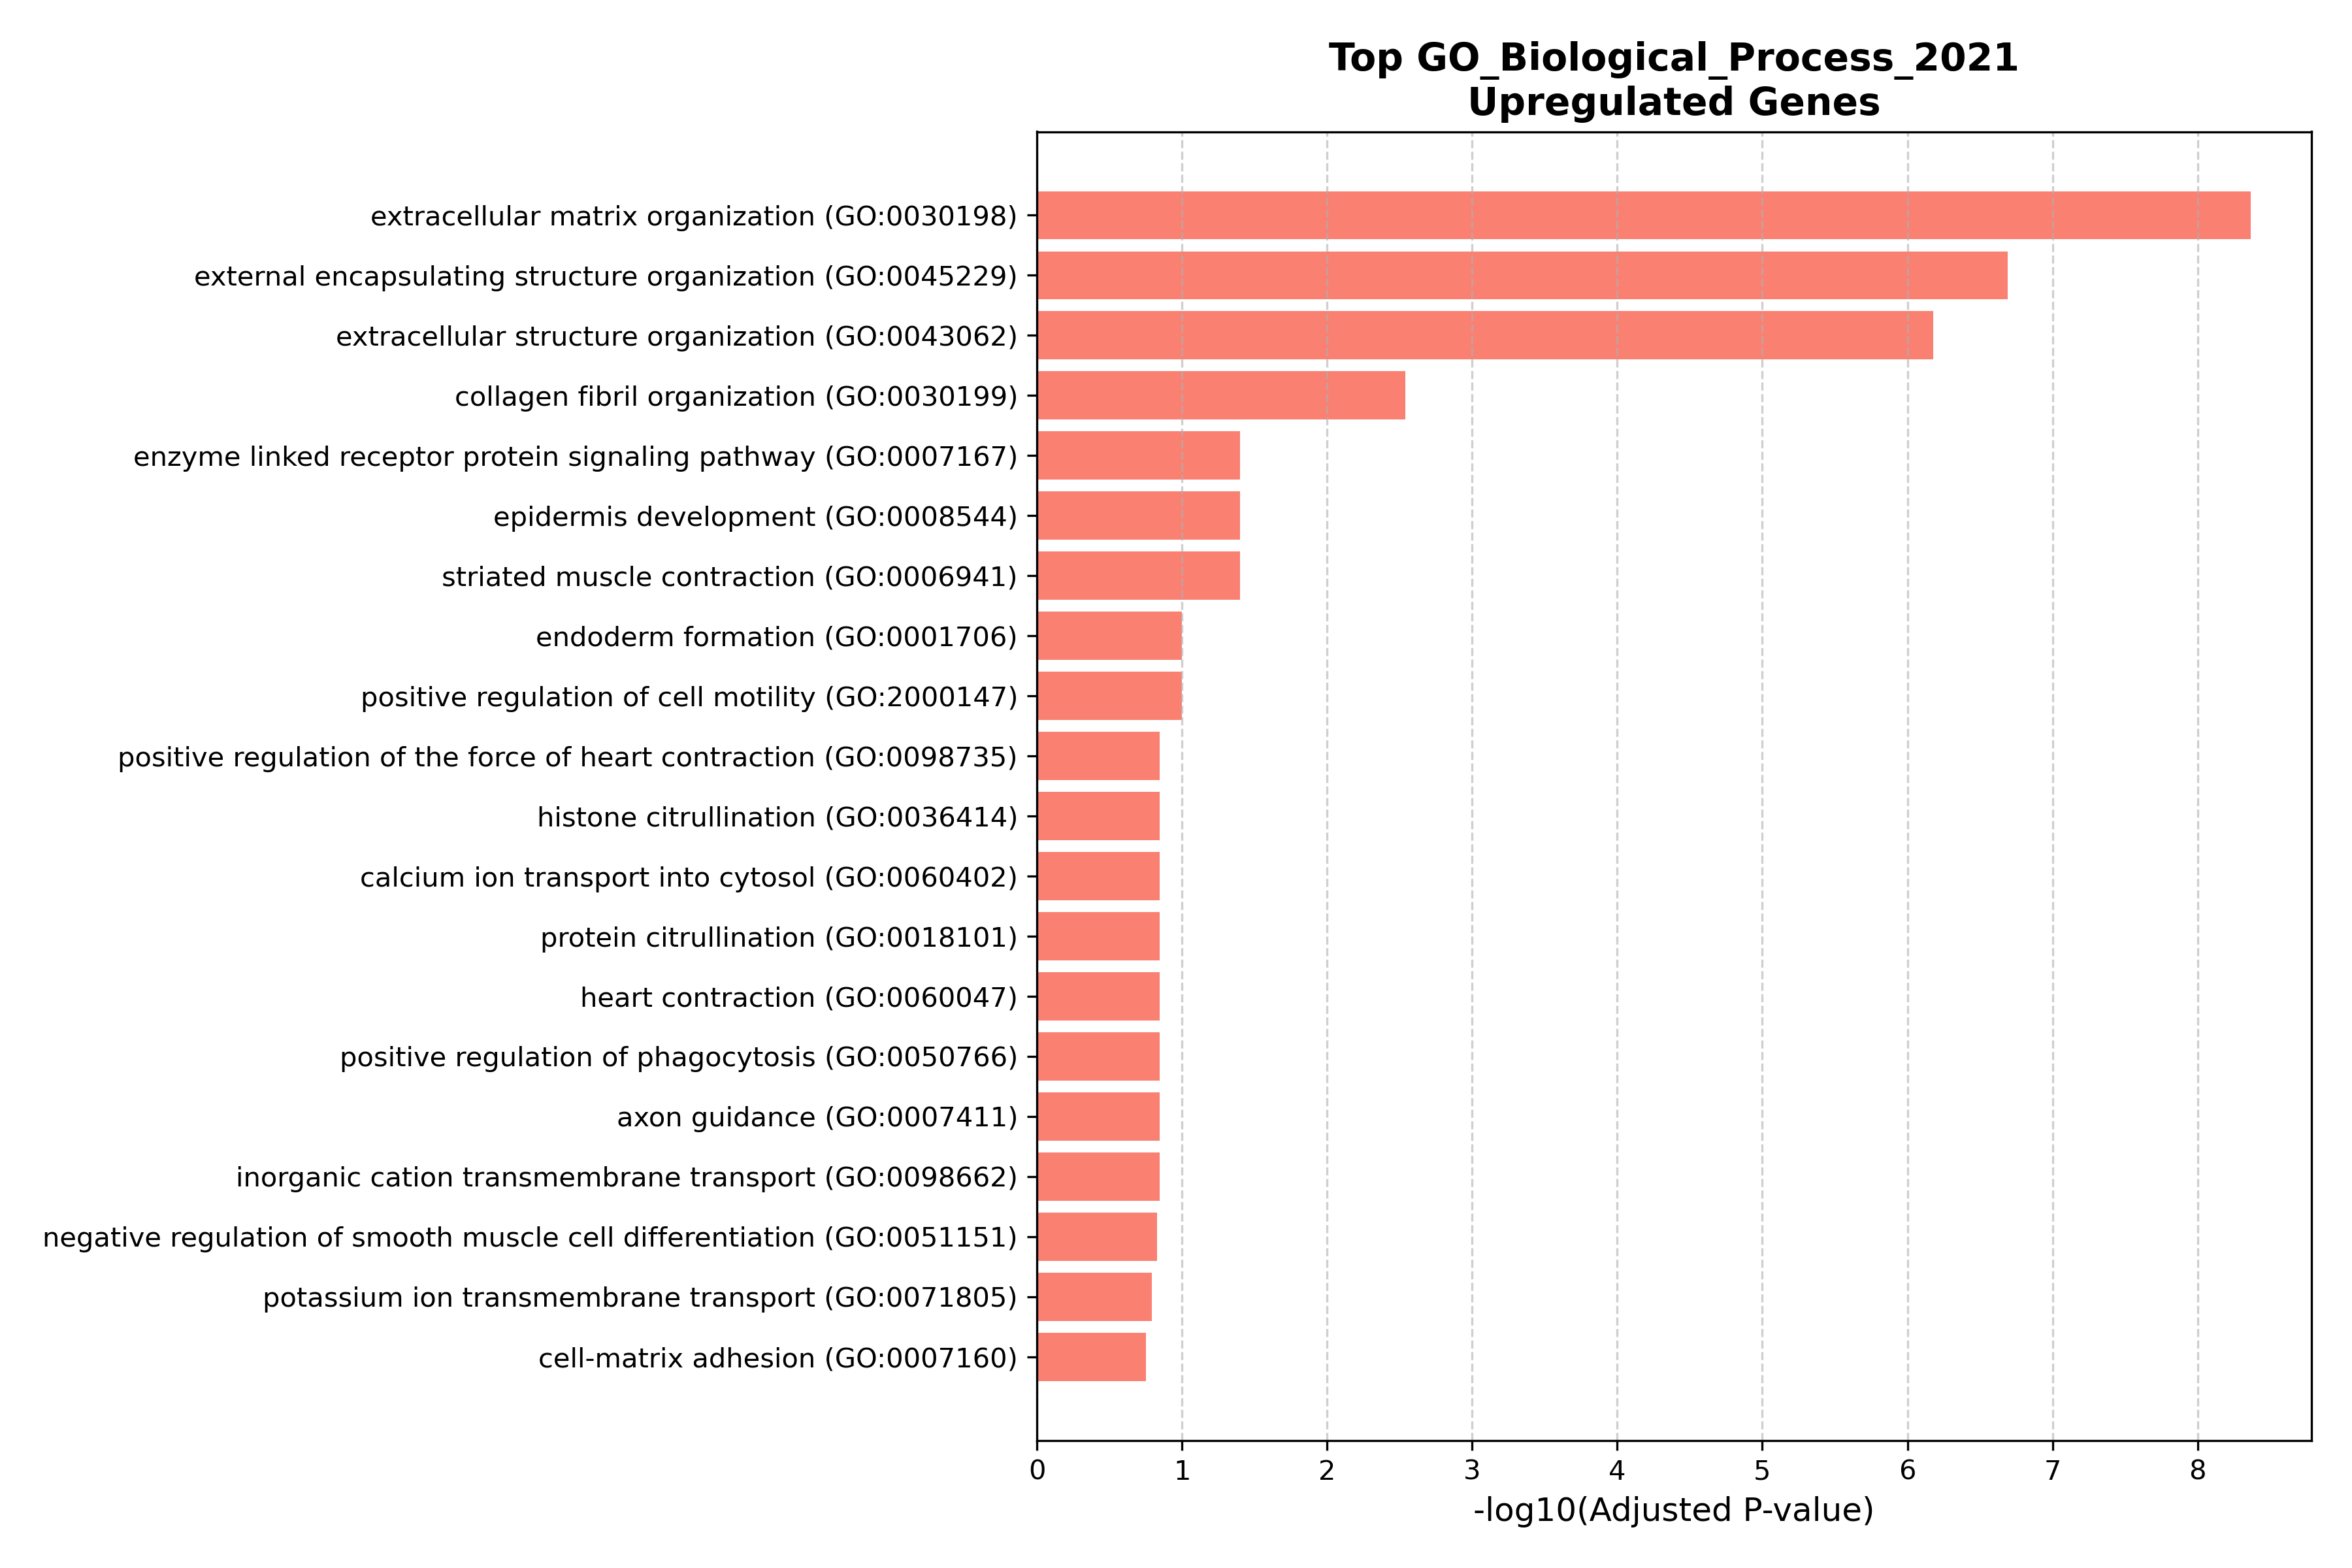 Top GO_Biological_Process_2021
Upregulated Genes
extracellular matrix organization (GO:0030198)
external encapsulating structure organization (GO:0045229)
extracellular structure organization (GO:0043062)
collagen fibril organization (GO:0030199)
enzyme linked receptor protein signaling pathway (GO:0007167)
epidermis development (GO:0008544)
striated muscle contraction (GO:0006941)
endoderm formation (GO:0001706)
positive regulation of cell motility (GO:2000147)
positive regulation of the force of heart contraction (GO:0098735)
histone citrullination (GO:0036414)
calcium ion transport into cytosol (GO:0060402)
protein citrullination (GO:0018101)
heart contraction (GO:0060047)
positive regulation of phagocytosis (GO:0050766)
axon guidance (GO:0007411)
inorganic cation transmembrane transport (GO:0098662)
negative regulation of smooth muscle cell differentiation (GO:0051151)
potassium ion transmembrane transport (GO:0071805)
cell-matrix adhesion (GO:0007160)
0 1 2 3 4 5 6 7 8
-log10(Adjusted P-value)